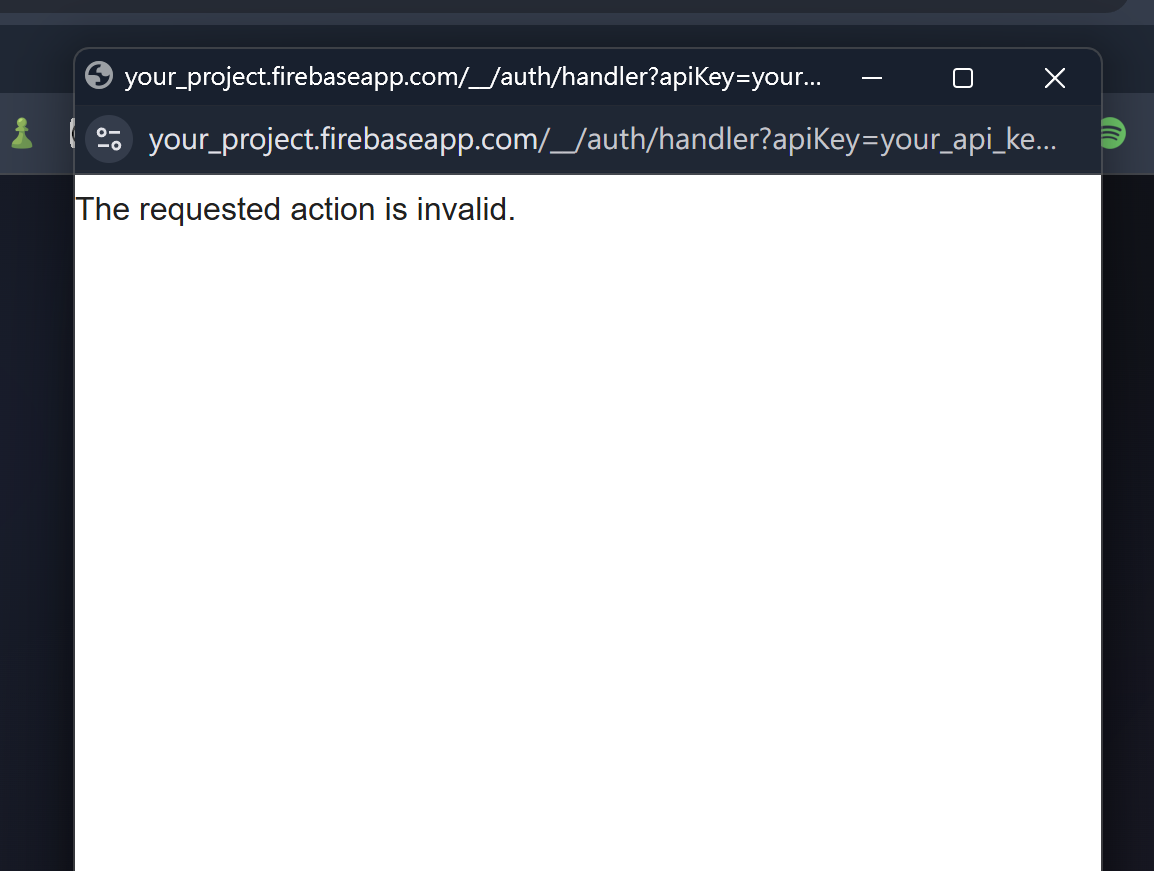 your_project.firebaseapp.com/__/auth/handler?apiKey=your...
your_project.firebaseapp.com/__/auth/handler?apiKey=your_api_ke...
The requested action is invalid.